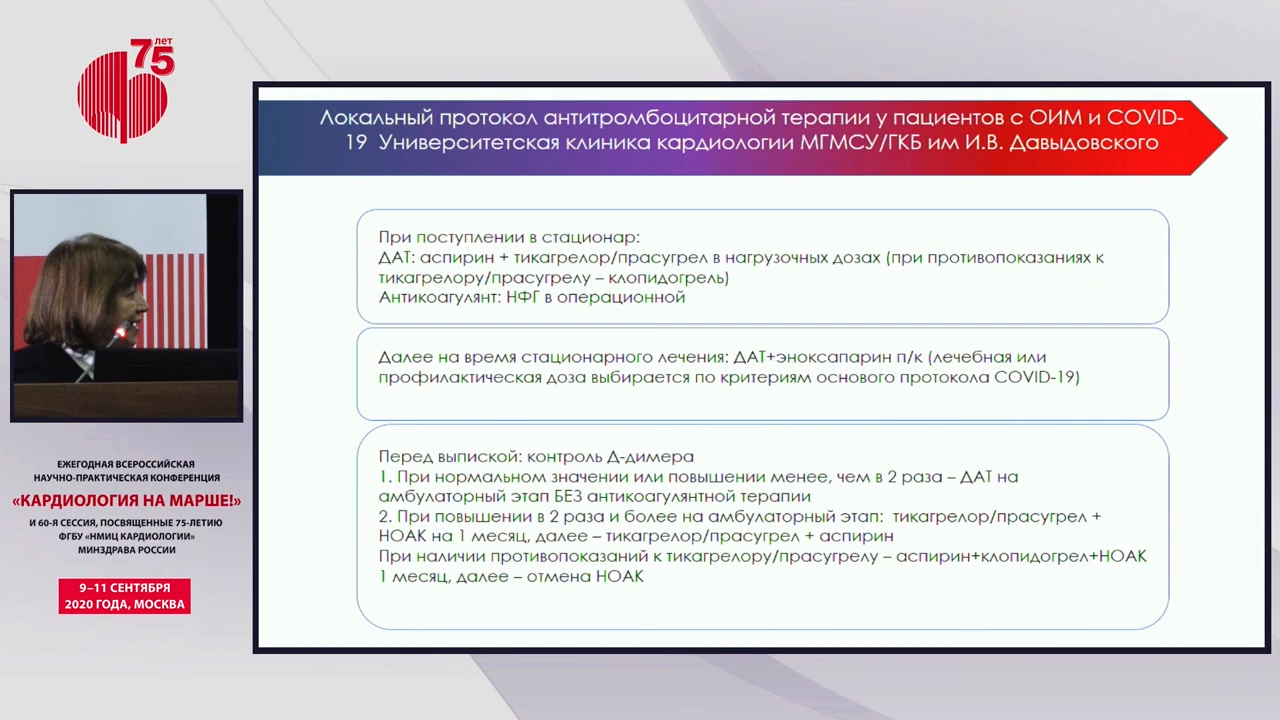 75
лет
ЕЖЕГОДНАЯ ВСЕРОССИЙСКАЯ
НАУЧНО-ПРАКТИЧЕСКАЯ КОНФЕРЕНЦИЯ
«КАРДИОЛОГИЯ НА МАРШЕ!»
И 60-Я СЕССИЯ, ПОСВЯЩЕННЫЕ 75-ЛЕТИЮ
ФГБУ «НМИЦ КАРДИОЛОГИИ»
МИНЗДРАВА РОССИИ
9–11 СЕНТЯБРЯ
2020 ГОДА, МОСКВА
Локальный протокол антитромбоцитарной терапии у пациентов с ОИМ и COVID-
19 Университетская клиника кардиологии МГМСУ/ГКБ им И.В. Давыдовского
При поступлении в стационар:
ДАТ: аспирин + тикагрелор/прасугрел в нагрузочных дозах (при противопоказаниях к
тикагрелору/прасугрелу – клопидогрель)
Антикоагулянт: НФГ в операционной
Далее на время стационарного лечения: ДАТ+эноксапарин п/к (лечебная или
профилактическая доза выбирается по критериям основого протокола COVID-19)
Перед выпиской: контроль Д-димера
1. При нормальном значении или повышении менее, чем в 2 раза – ДАТ на
амбулаторный этап БЕЗ антикоагулянтной терапии
2. При повышении в 2 раза и более на амбулаторный этап: тикагрелор/прасугрел +
НОАК на 1 месяц, далее – тикагрелор/прасугрел + аспирин
При наличии противопоказаний к тикагрелору/прасугрелу – аспирин+клопидогрел+НОАК
1 месяц, далее – отмена НОАК